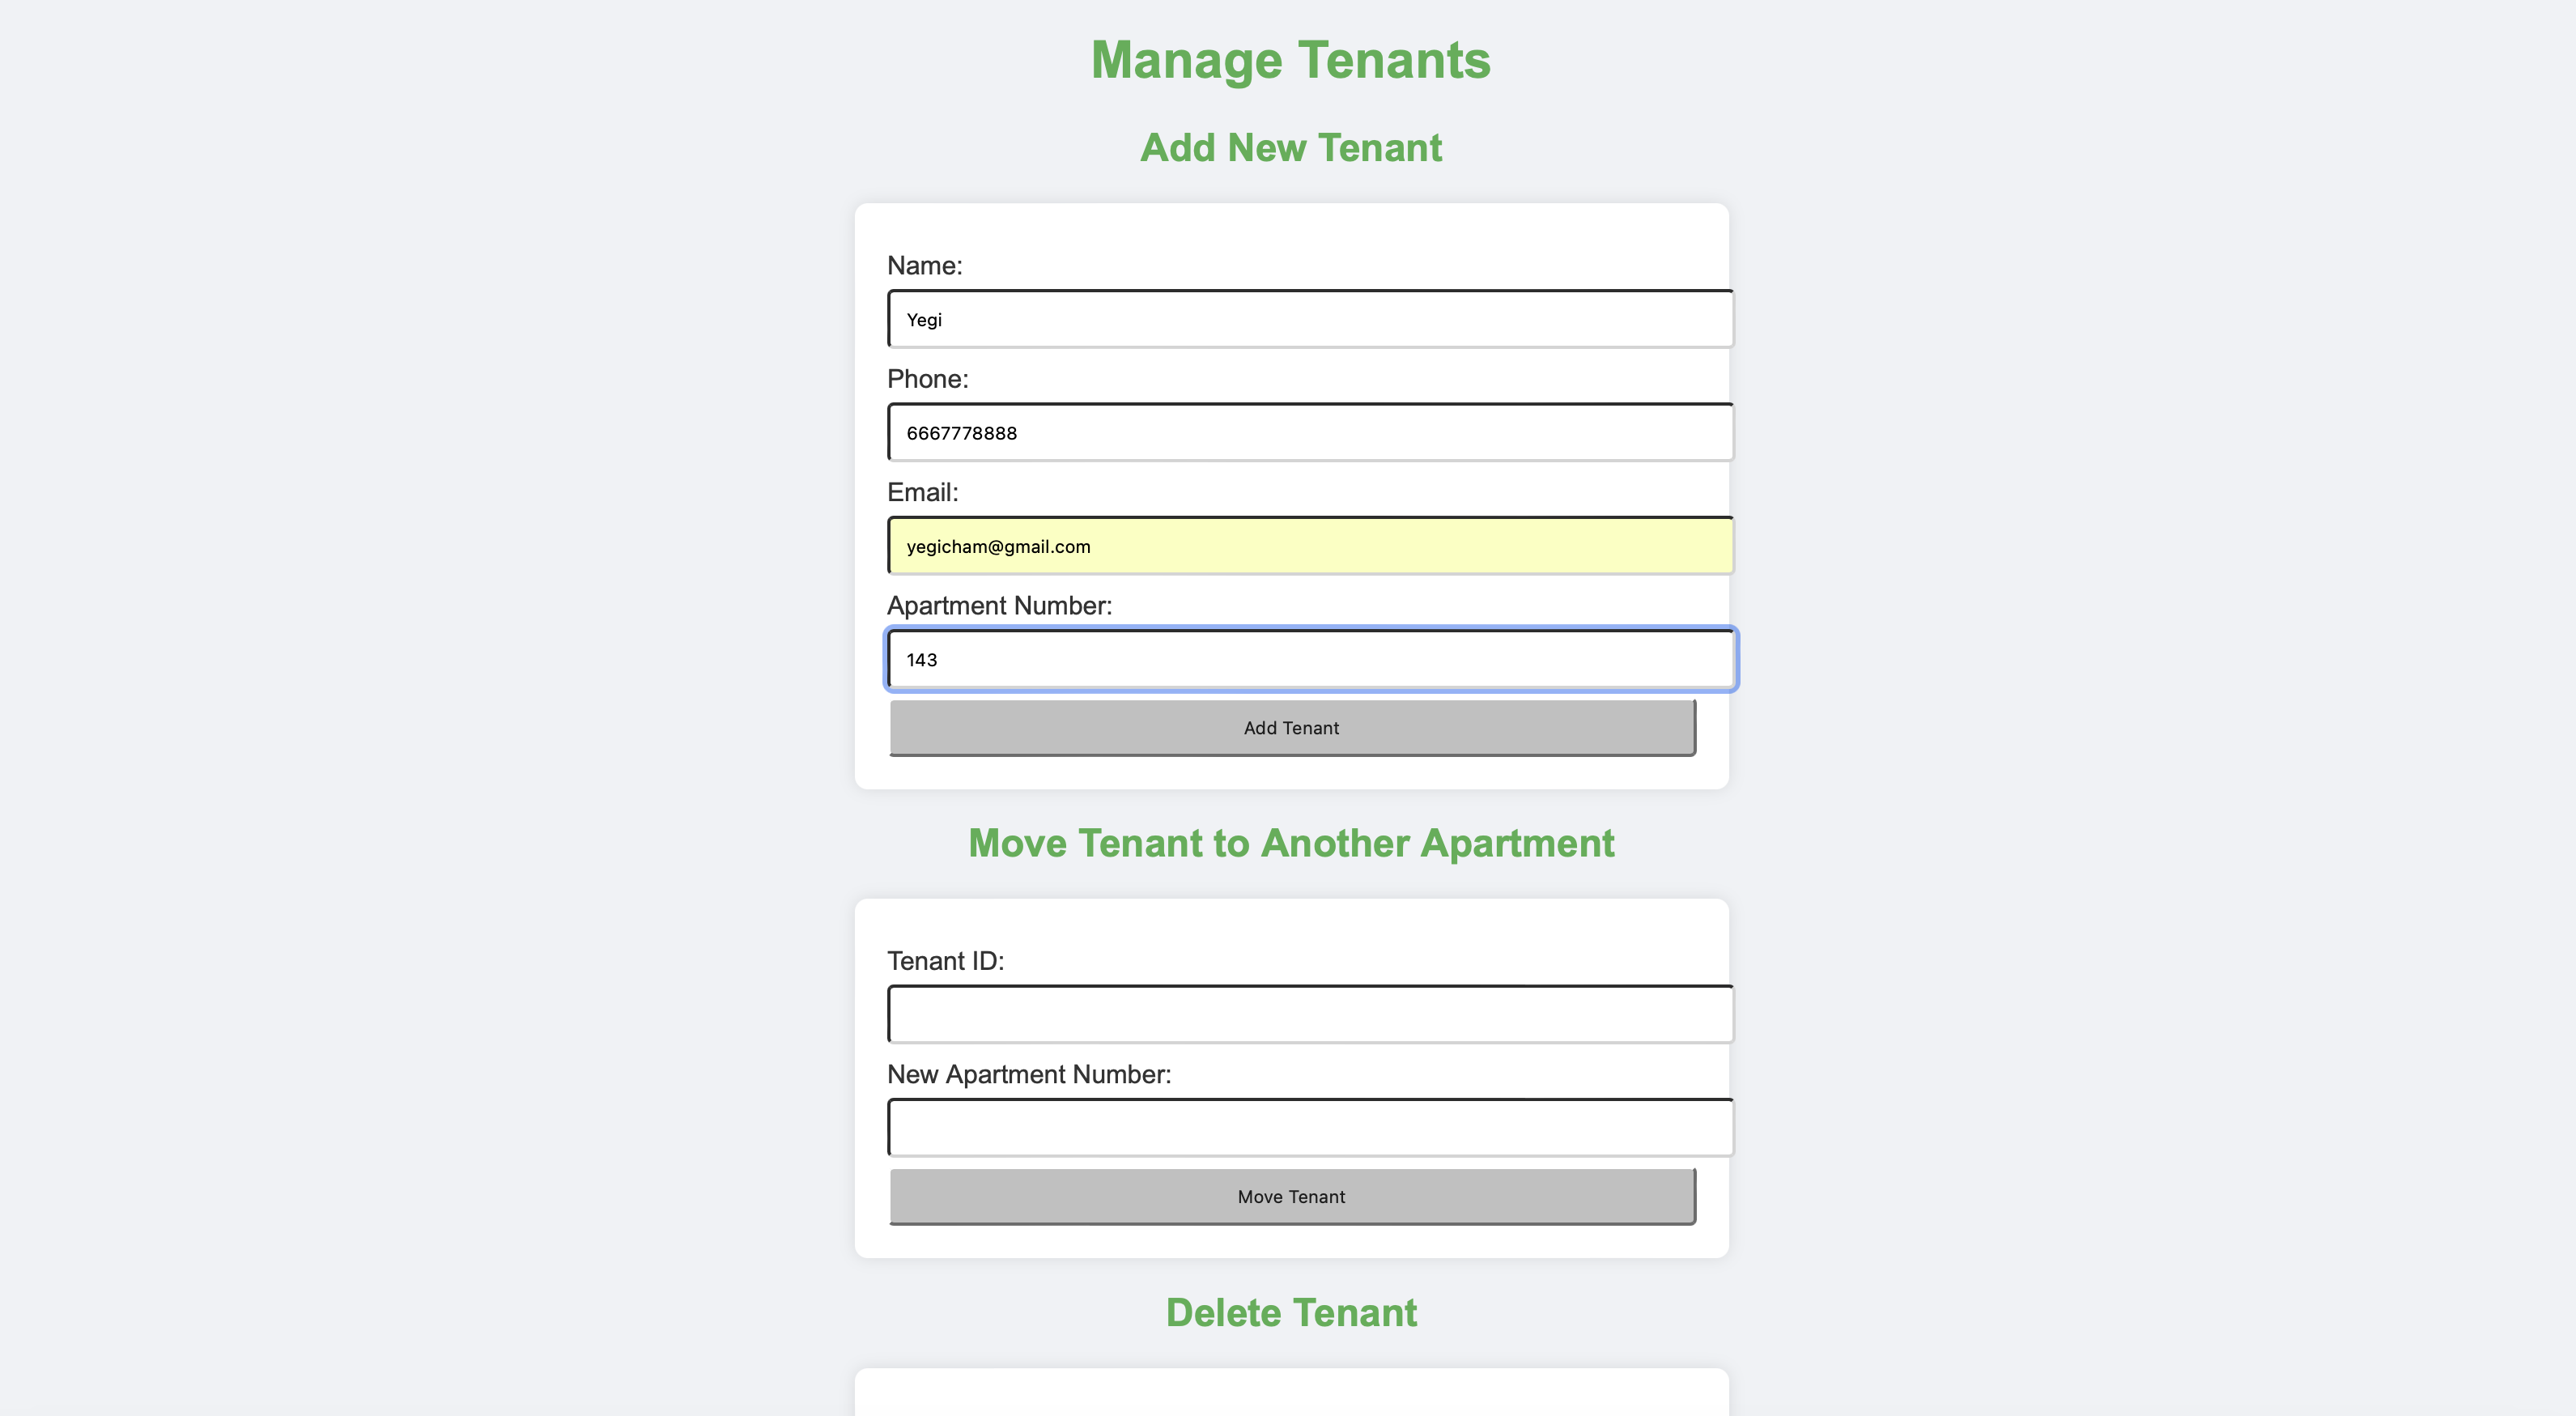 Manage Tenants
Add New Tenant
Name:
Yegi
Phone:
6667778888
Email:
yegicham@gmail.com
Apartment Number:
143
Add Tenant
Move Tenant to Another Apartment
Tenant ID:
New Apartment Number:
Move Tenant
Delete Tenant